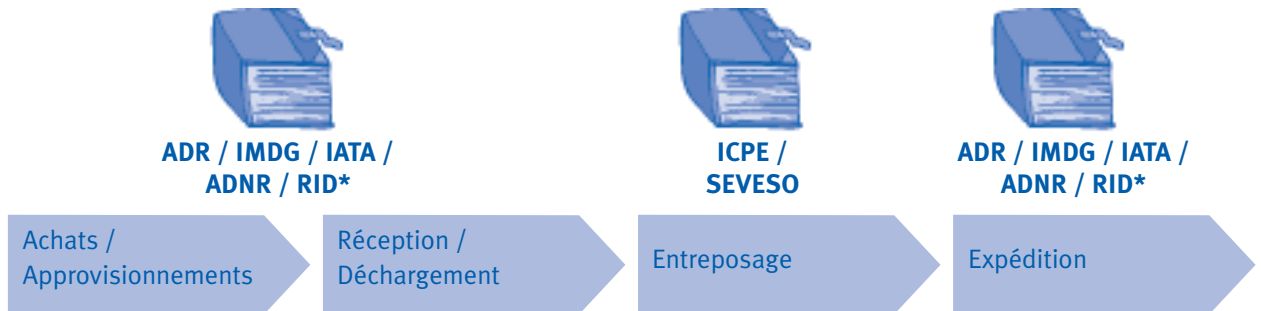 ADR / IMDG / IATA /
ADNR / RID*
ICPE /
SEVESO
ADR / IMDG / IATA /
ADNR / RID*
Achats /
Approvisionnements
Réception /
Déchargement
Entreposage
Expédition